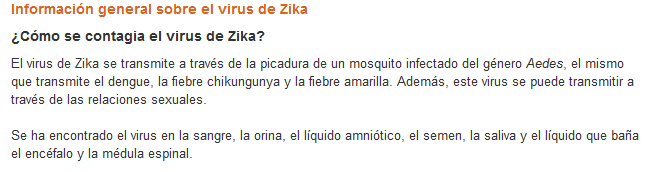 Información general sobre el virus de Zika
¿Cómo se contagia el virus de Zika?
El virus de Zika se transmite a través de la picadura de un mosquito infectado del género Aedes, el mismo
que transmite el dengue, la fiebre chikungunya y la fiebre amarilla. Además, este virus se puede transmitir a
través de las relaciones sexuales.
Se ha encontrado el virus en la sangre, la orina, el líquido amniótico, el semen, la saliva y el líquido que baña
el encéfalo y la médula espinal.